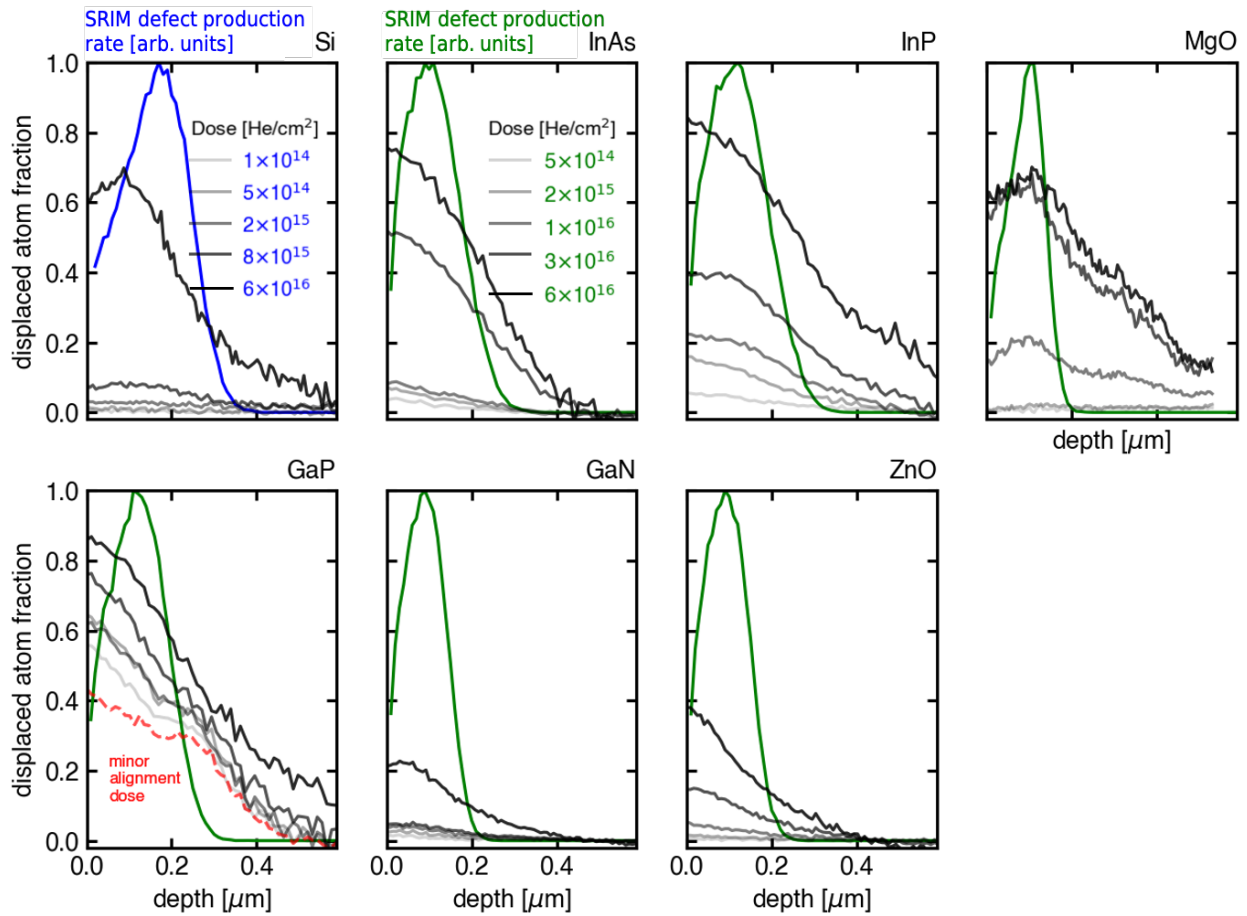 SRIM defect production
rate [arb. units]
Si
SRIM defect production
rate [arb. units]
InAs
InP
MgO
displaced atom fraction
1.0
0.8
0.6
0.4
0.2
0.0
Dose [He/cm²]
1×10¹⁴
5×10¹⁴
2×10¹⁵
8×10¹⁵
6×10¹⁶
Dose [He/cm²]
5×10¹⁴
2×10¹⁵
1×10¹⁶
3×10¹⁶
6×10¹⁶
depth [μm]
GaP
GaN
ZnO
displaced atom fraction
1.0
0.8
0.6
0.4
0.2
0.0
minor
alignment
dose
0.0 0.2 0.4
0.0 0.2 0.4
0.0 0.2 0.4
depth [μm]
depth [μm]
depth [μm]